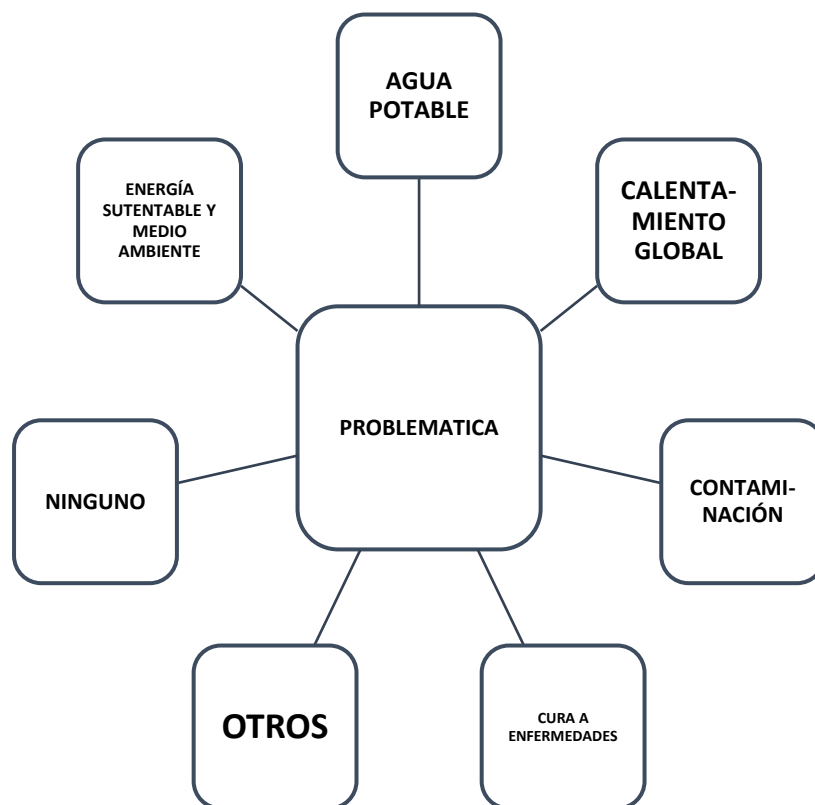 AGUA
POTABLE
CALENTA-
MIENTO
GLOBAL
CONTAMI-
NACIÓN
CURA A
ENFERMEDADES
OTROS
NINGUNO
ENERGÍA
SUTENTABLE Y
MEDIO
AMBIENTE
PROBLEMATICA